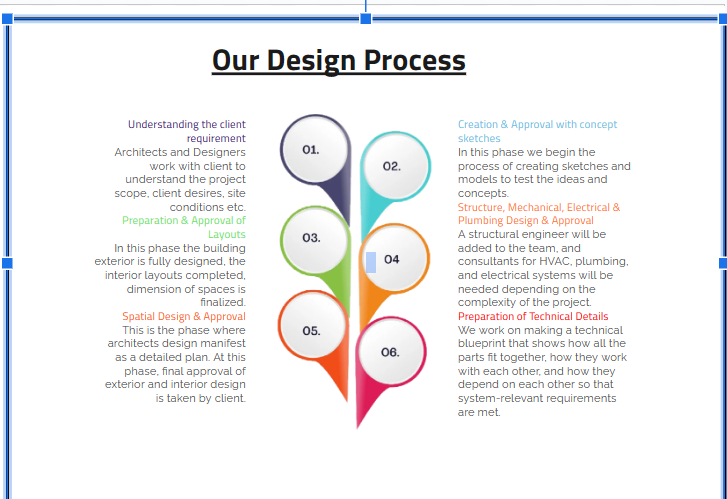 Our Design Process
Understanding the client
requirement
Architects and Designers
work with client to
understand the project
scope, client desires, site
conditions etc.
Preparation & Approval of
Layouts
In this phase the building
exterior is fully designed, the
interior layouts completed,
dimension of spaces is
finalized.
Spatial Design & Approval
This is the phase where
architects design manifest
as a detailed plan. At this
phase, final approval of
exterior and interior design
is taken by client.
01.
02.
03.
04
05.
06.
Creation & Approval with concept
sketches
In this phase we begin the
process of creating sketches and
models to test the ideas and
concepts.
Structure, Mechanical, Electrical &
Plumbing Design & Approval
A structural engineer will be
added to the team, and
consultants for HVAC, plumbing,
and electrical systems will be
needed depending on the
complexity of the project.
Preparation of Technical Details
We work on making a technical
blueprint that shows how all the
parts fit together, how they work
with each other, and how they
depend on each other so that
system-relevant requirements
are met.